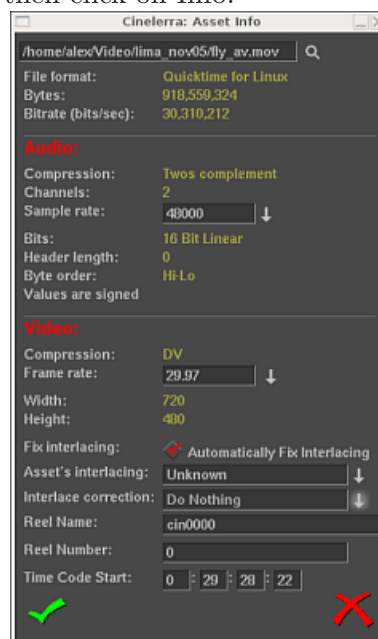 then click on Info.
Cinelerra: Asset Info
/home/alex/Video/lima_nov05/fly_av.mov
File format: Quicktime for Linux
Bytes: 918,559,324
Bitrate (bits/sec): 30,310,212
Audio:
Compression: Twos complement
Channels: 2
Sample rate: 48000
Bits: 16 Bit Linear
Header length: 0
Byte order: Hi-Lo
Values are signed
Video:
Compression: DV
Frame rate: 29.97
Width: 720
Height: 480
Fix interlacing: Automatically Fix Interlacing
Asset's interlacing: Unknown
Interlace correction: Do Nothing
Reel Name: cin0000
Reel Number: 0
Time Code Start: 0 : 29 : 28 : 22